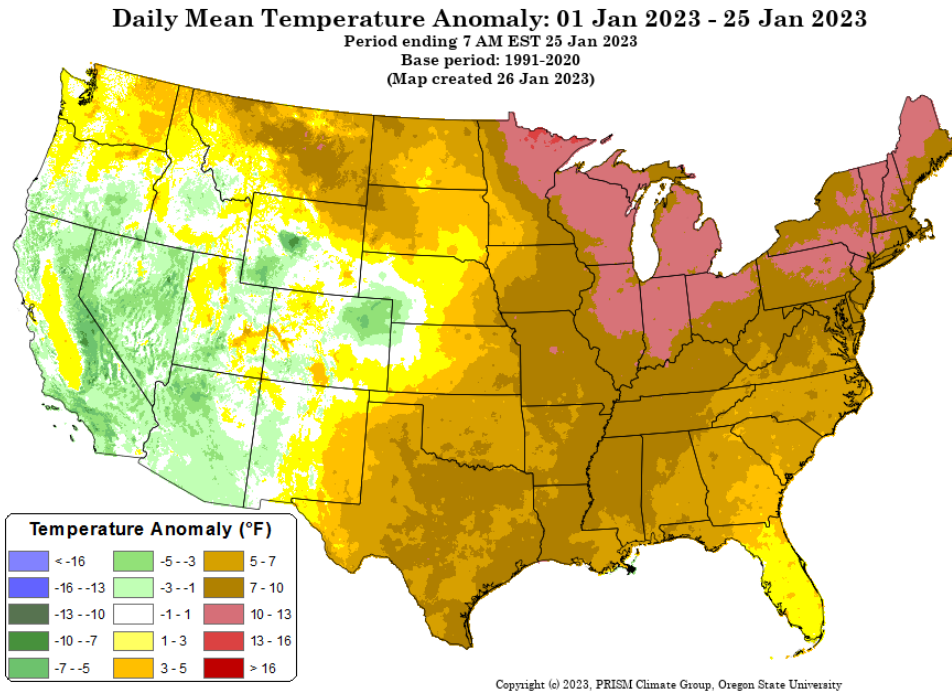 Daily Mean Temperature Anomaly: 01 Jan 2023 - 25 Jan 2023
Period ending 7 AM EST 25 Jan 2023
Base period: 1991-2020
(Map created 26 Jan 2023)
Temperature Anomaly (°F)
< -16
-5 - -3
5 - 7
-16 - -13
-3 - -1
7 - 10
-13 - -10
-1 - 1
10 - 13
-10 - -7
1 - 3
13 - 16
-7 - -5
3 - 5
> 16
Copyright (c) 2023, PRISM Climate Group, Oregon State University